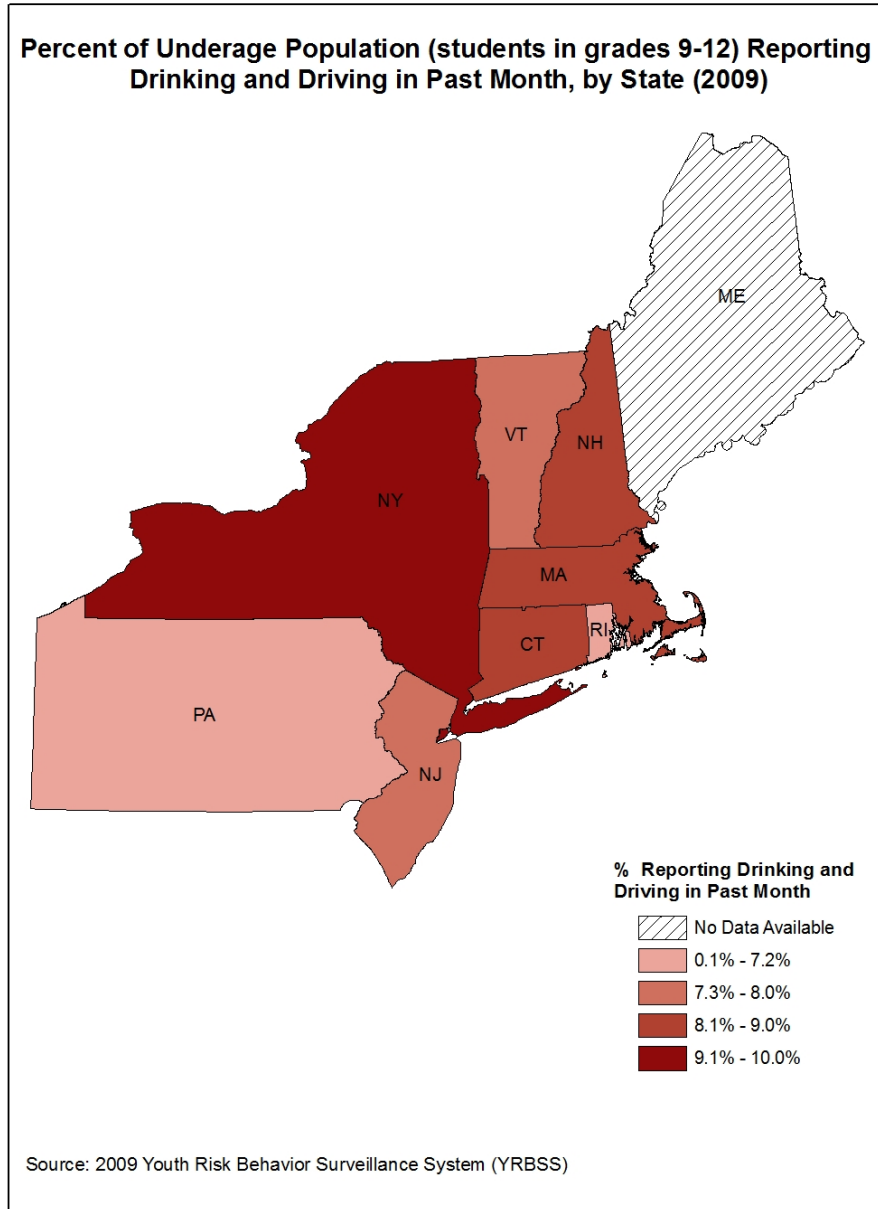 Percent of Underage Population (students in grades 9-12) Reporting
Drinking and Driving in Past Month, by State (2009)
ME
VT
NH
NY
MA
RI
CT
PA
NJ
% Reporting Drinking and
Driving in Past Month
No Data Available
0.1% - 7.2%
7.3% - 8.0%
8.1% - 9.0%
9.1% - 10.0%
Source: 2009 Youth Risk Behavior Surveillance System (YRBSS)